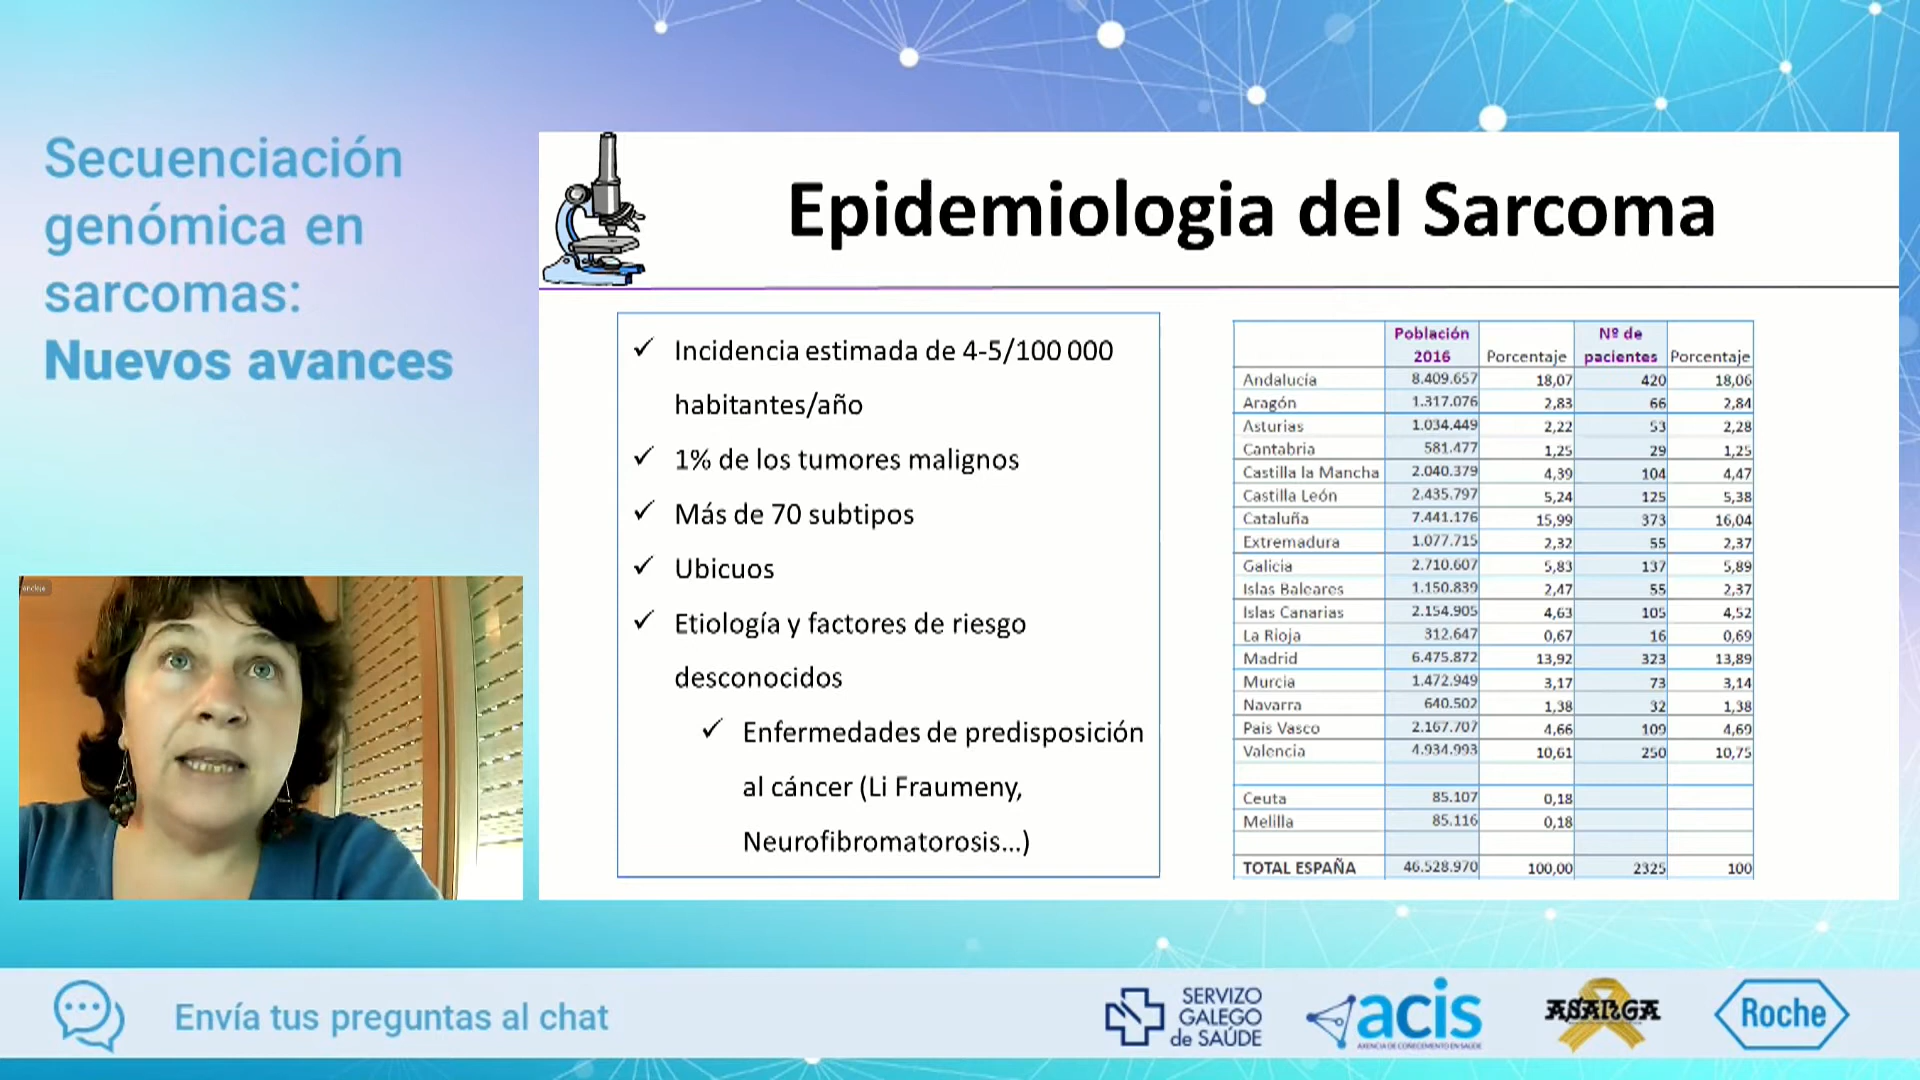 Secuenciación
genómica en
sarcomas:
Nuevos avances
Epidemiologia del Sarcoma
✓ Incidencia estimada de 4-5/100 000
habitantes/año
✓ 1% de los tumores malignos
✓ Más de 70 subtipos
✓ Ubicuos
✓ Etiología y factores de riesgo
desconocidos
✓ Enfermedades de predisposición
al cáncer (Li Fraumeny,
Neurofibromatorosis...)
Población 2016 Porcentaje Nº de pacientes Porcentaje
Andalucía 8.409.657 18,07 420 18,06
Aragón 1.317.076 2,83 66 2,84
Asturias 1.034.449 2,22 53 2,28
Cantabria 581.477 1,25 29 1,25
Castilla la Mancha 2.040.379 4,39 104 4,47
Castilla León 2.435.797 5,24 125 5,38
Cataluña 7.441.176 15,99 373 16,04
Extremadura 1.077.715 2,32 55 2,37
Galicia 2.710.607 5,83 137 5,89
Islas Baleares 1.150.839 2,47 55 2,37
Islas Canarias 2.154.905 4,63 105 4,52
La Rioja 312.647 0,67 16 0,69
Madrid 6.475.872 13,92 323 13,89
Murcia 1.472.949 3,17 73 3,14
Navarra 640.502 1,38 32 1,38
Pais Vasco 2.167.707 4,66 109 4,69
Valencia 4.934.993 10,61 250 10,75
Ceuta 85.107 0,18
Melilla 85.116 0,18
TOTAL ESPAÑA 46.528.970 100,00 2325 100
Envía tus preguntas al chat
SERVIZO
GALEGO
de SAÚDE
acis
AXENCIA DE COÑECEMENTO EN SAÚDE
ASARGA
Roche